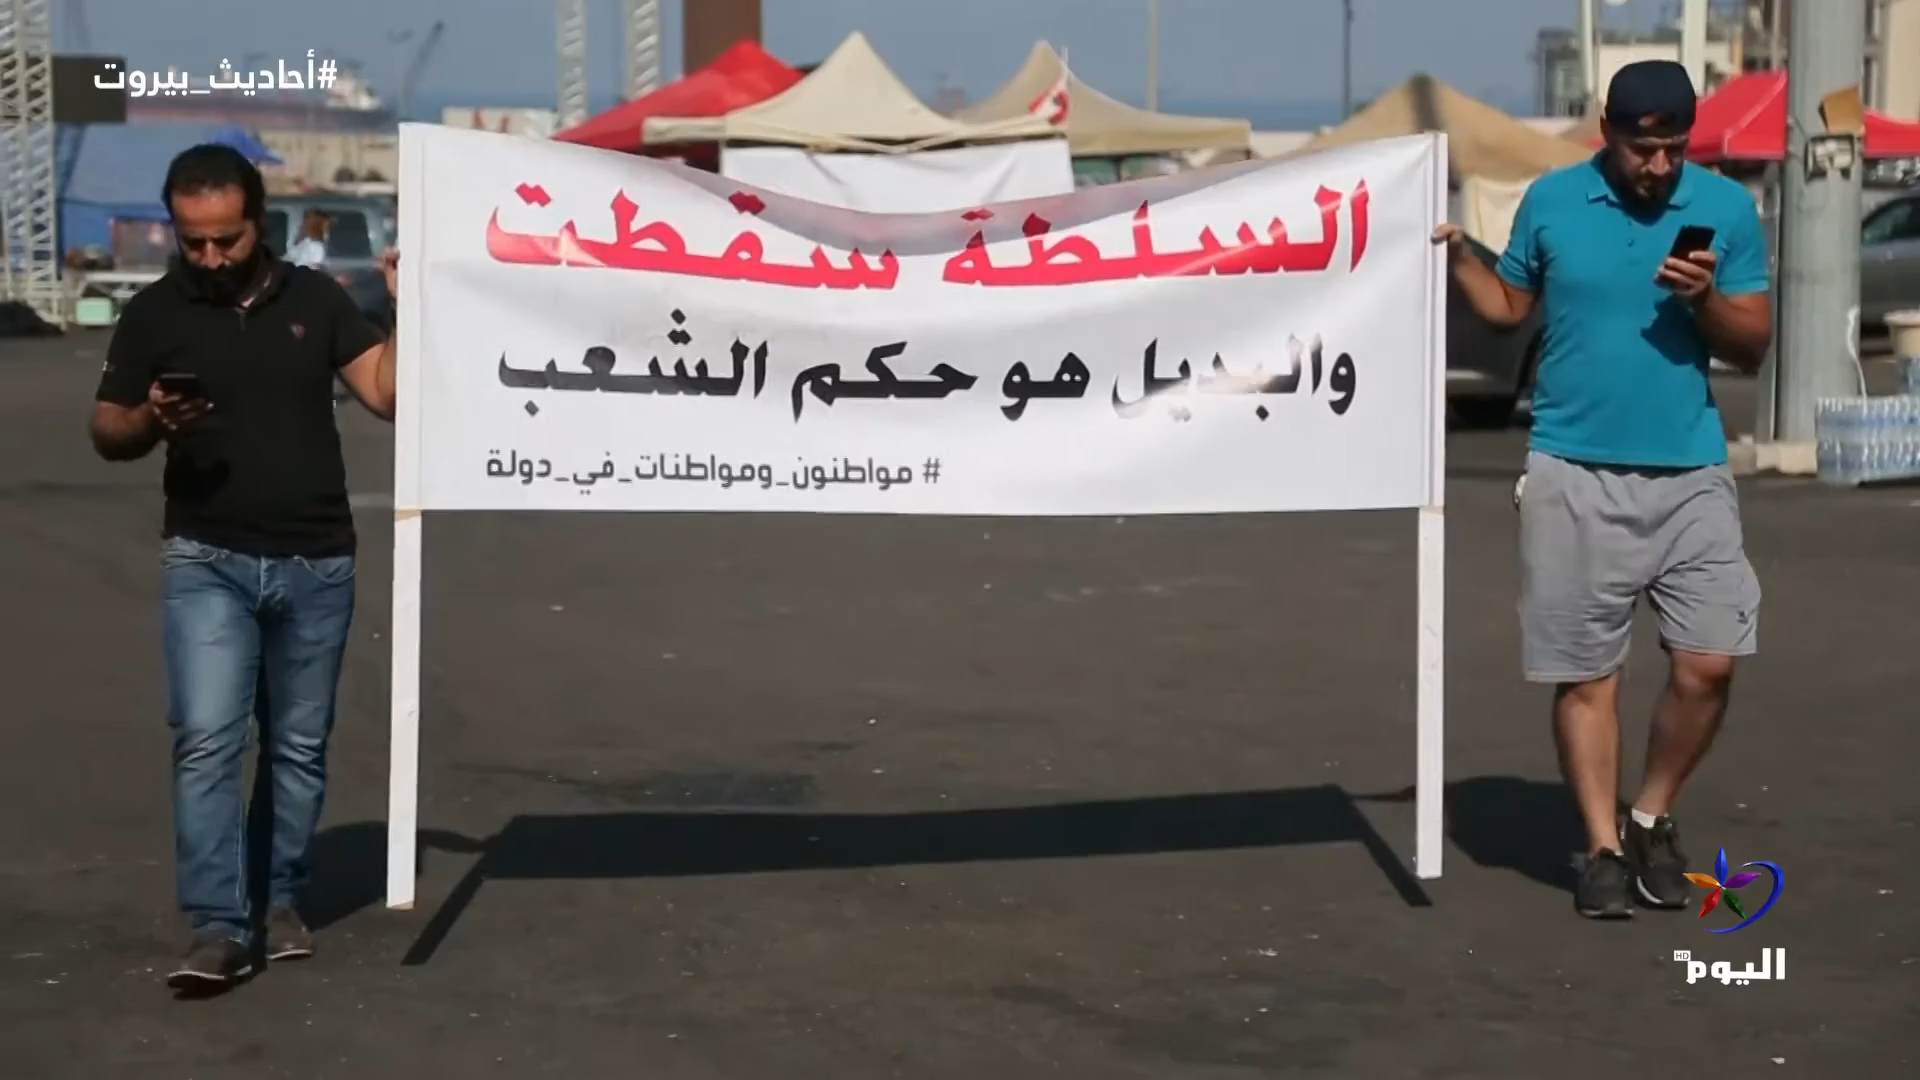 #أحاديث_بيروت
السلطة سقطت
والبديل هو حكم الشعب
# مواطنون_ومواطنات_في_دولة
اليوم HD